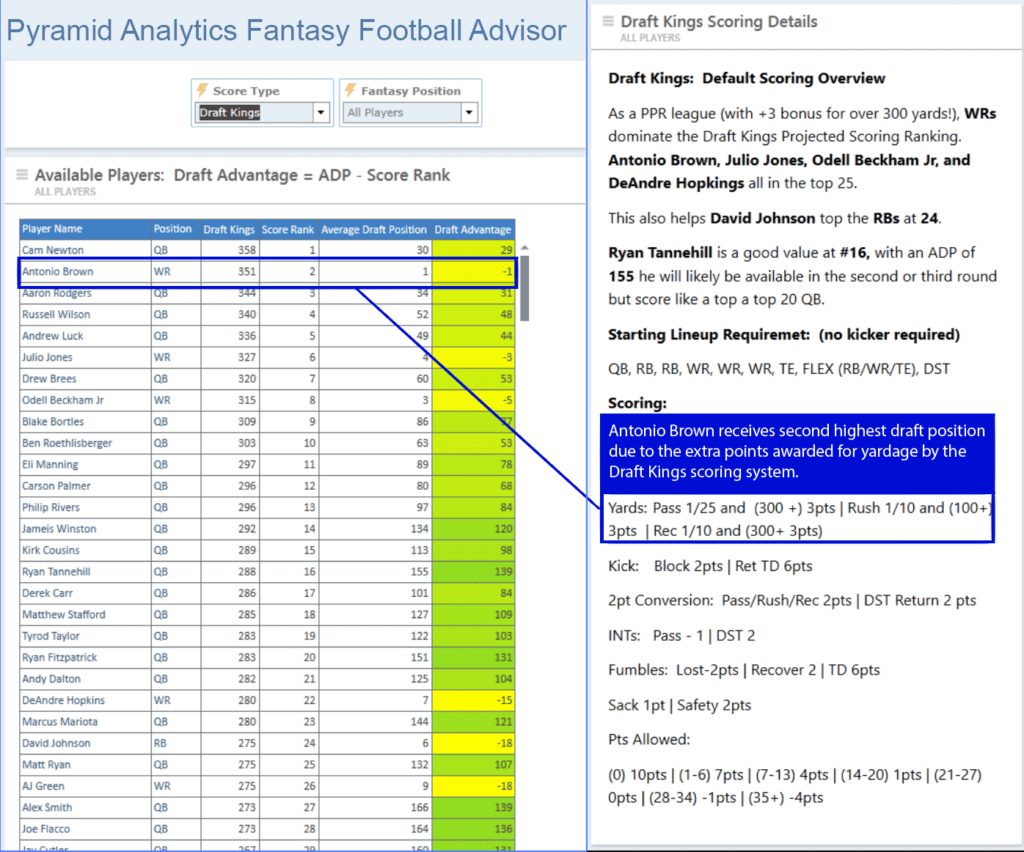 Pyramid Analytics Fantasy Football Advisor
Score Type
Draft Kings
Fantasy Position
All Players
Available Players: Draft Advantage = ADP - Score Rank
ALL PLAYERS
Player Name Position Draft Kings Score Rank Average Draft Position Draft Advantage
Cam Newton QB 358 1 30 29
Antonio Brown WR 351 2 1 -1
Aaron Rodgers QB 344 3 34 31
Russell Wilson QB 340 4 52 48
Andrew Luck QB 336 5 49 44
Julio Jones WR 327 6 4 -3
Drew Brees QB 320 7 60 53
Odell Beckham Jr WR 315 8 3 -5
Blake Bortles QB 309 9 86 77
Ben Roethlisberger QB 303 10 63 53
Eli Manning QB 297 11 89 78
Carson Palmer QB 296 12 80 68
Philip Rivers QB 296 13 97 84
Jameis Winston QB 292 14 134 120
Kirk Cousins QB 289 15 113 98
Ryan Tannehill QB 288 16 155 139
Derek Carr QB 286 17 101 84
Matthew Stafford QB 285 18 127 109
Tyrod Taylor QB 283 19 122 103
Ryan Fitzpatrick QB 283 20 151 131
Andy Dalton QB 282 21 125 104
DeAndre Hopkins WR 280 22 7 -15
Marcus Mariota QB 280 23 144 121
David Johnson RB 275 24 6 -18
Matt Ryan QB 275 25 132 107
AJ Green WR 275 26 9 -18
Alex Smith QB 273 27 166 139
Joe Flacco QB 273 28 164 136
Jay Cutler QB 267 29 160 131
Draft Kings Scoring Details
ALL PLAYERS
Draft Kings: Default Scoring Overview
As a PPR league (with +3 bonus for over 300 yards!), WRs
dominate the Draft Kings Projected Scoring Ranking.
Antonio Brown, Julio Jones, Odell Beckham Jr, and
DeAndre Hopkings all in the top 25.
This also helps David Johnson top the RBs at 24.
Ryan Tannehill is a good value at #16, with an ADP of
155 he will likely be available in the second or third round
but score like a top a top 20 QB.
Starting Lineup Requiremet: (no kicker required)
QB, RB, RB, WR, WR, WR, TE, FLEX (RB/WR/TE), DST
Scoring:
Antonio Brown receives second highest draft position
due to the extra points awarded for yardage by the
Draft Kings scoring system.
Yards: Pass 1/25 and (300 +) 3pts | Rush 1/10 and (100+)
3pts | Rec 1/10 and (300+ 3pts)
Kick: Block 2pts | Ret TD 6pts
2pt Conversion: Pass/Rush/Rec 2pts | DST Return 2 pts
INTs: Pass - 1 | DST 2
Fumbles: Lost-2pts | Recover 2 | TD 6pts
Sack 1pt | Safety 2pts
Pts Allowed:
(0) 10pts | (1-6) 7pts | (7-13) 4pts | (14-20) 1pts | (21-27)
0pts | (28-34) -1pts | (35+) -4pts